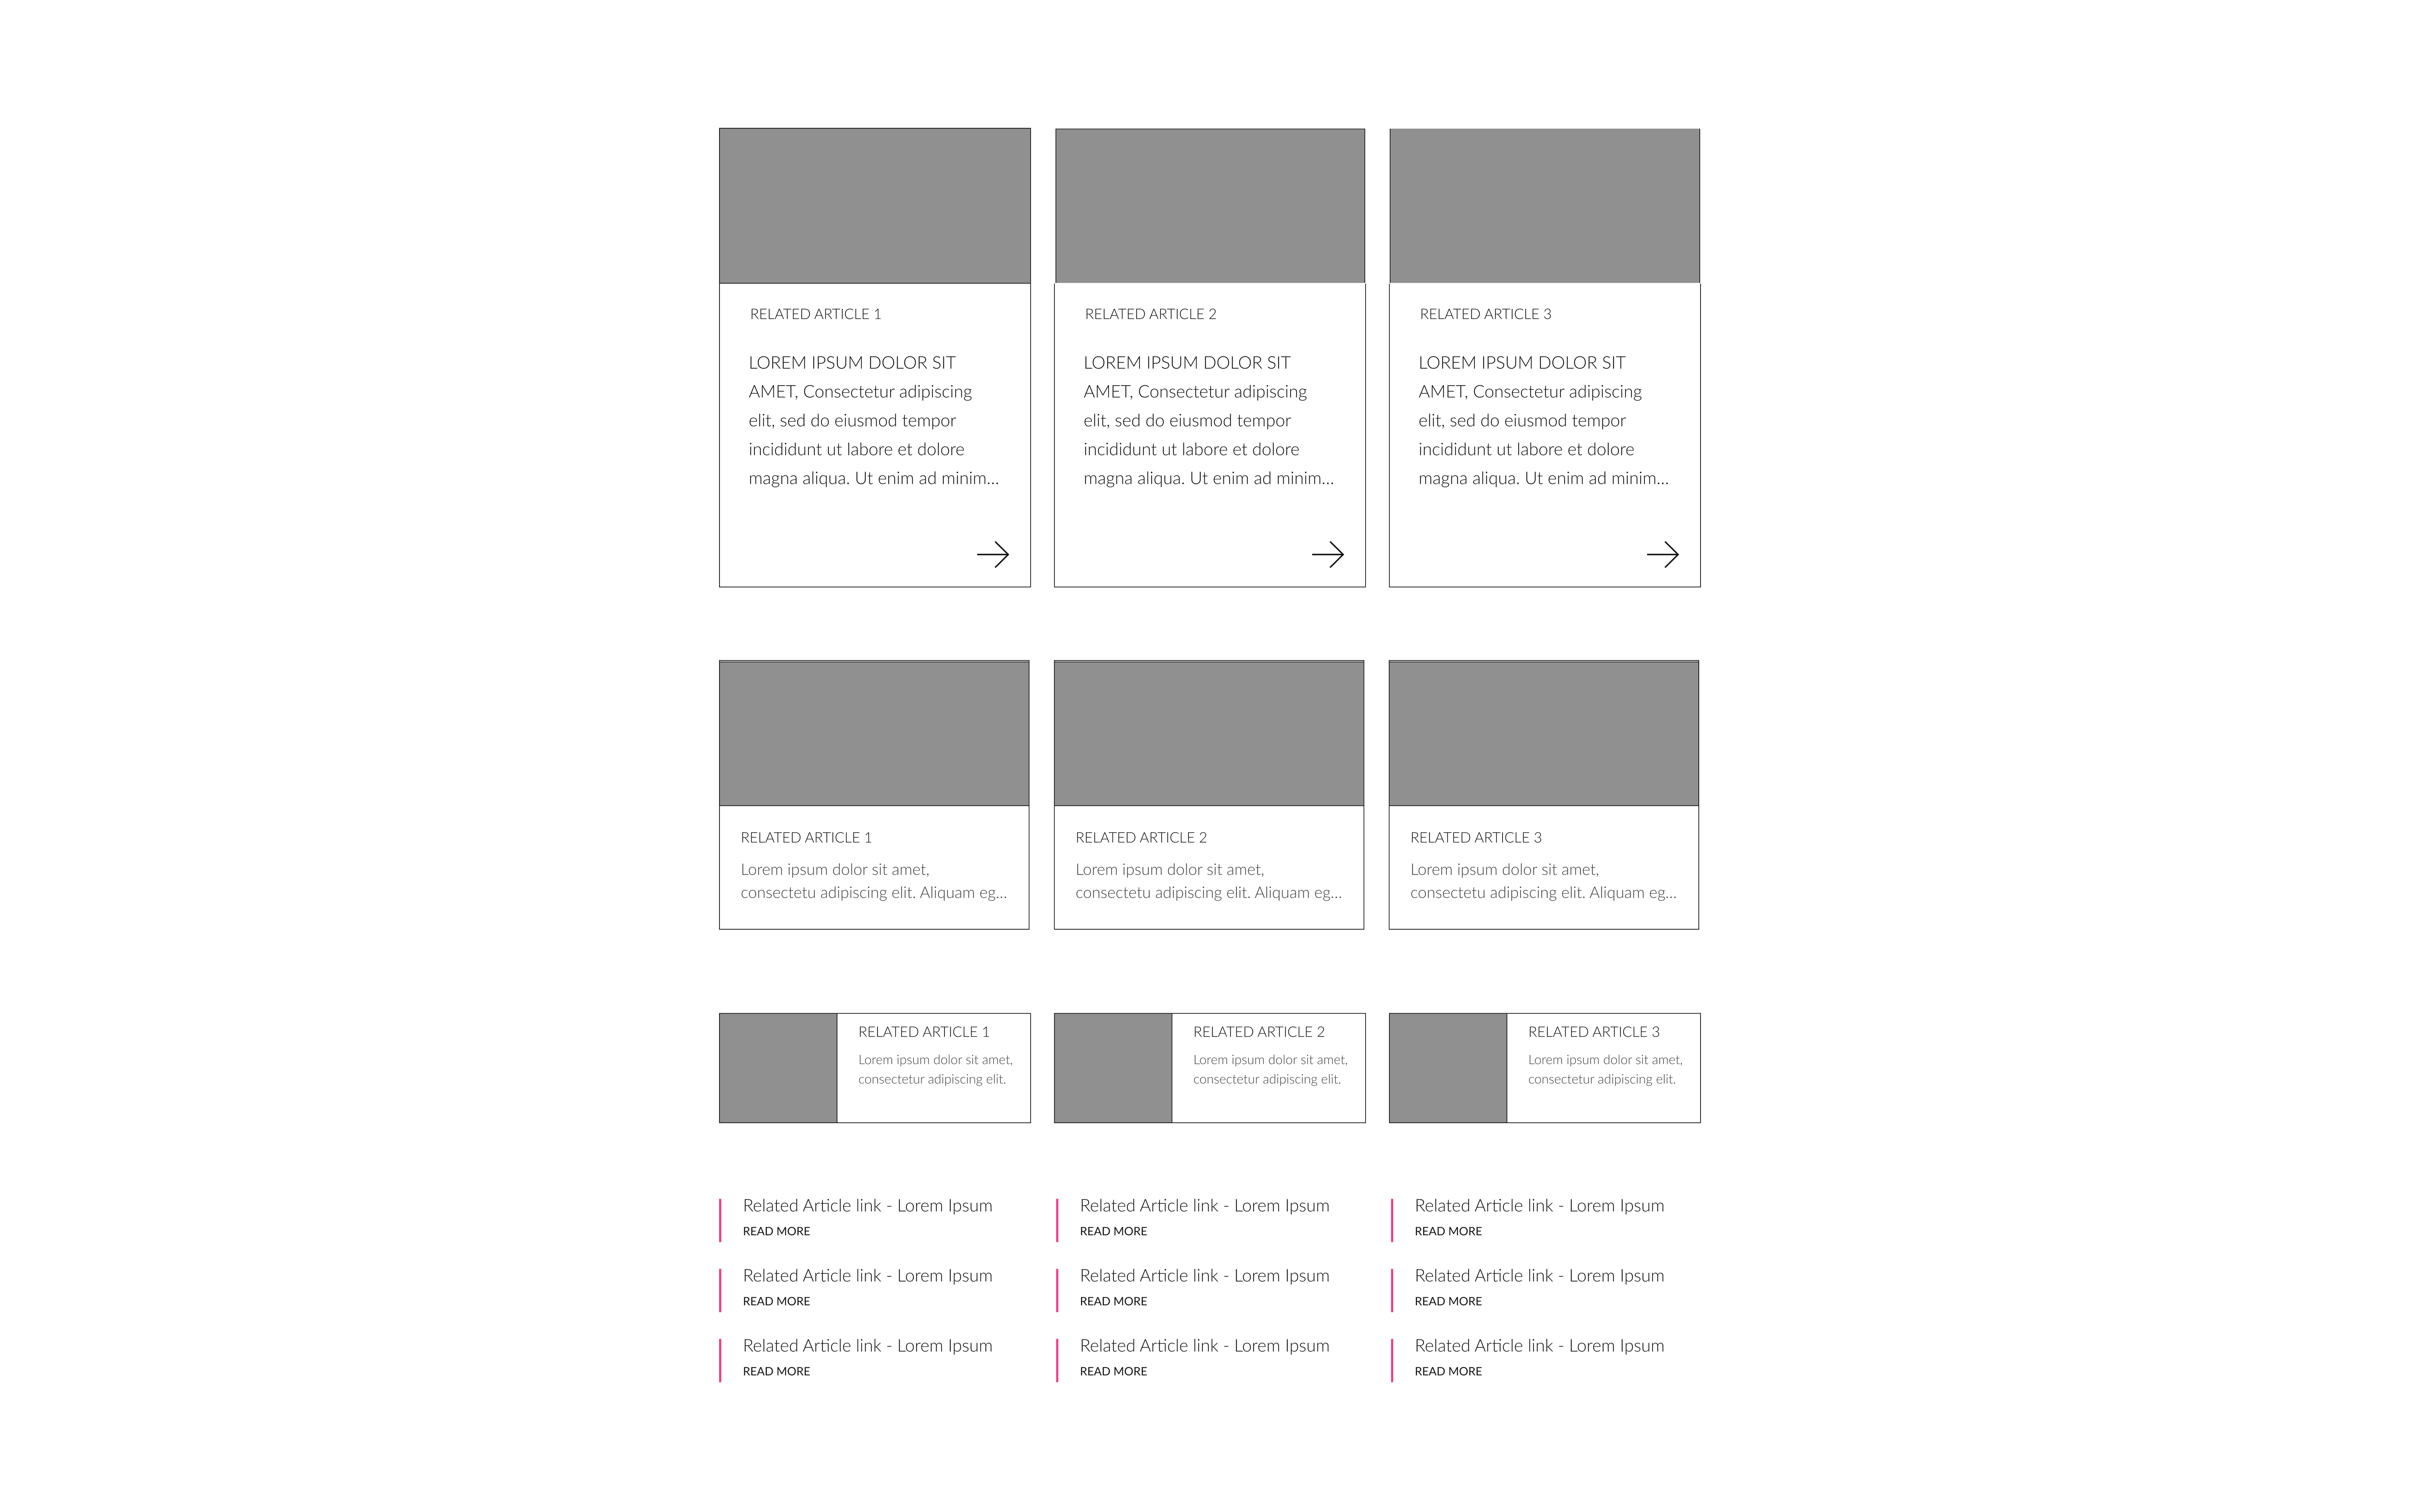 RELATED ARTICLE 1
LOREM IPSUM DOLOR SIT
AMET, Consectetur adipiscing
elit, sed do eiusmod tempor
incididunt ut labore et dolore
magna aliqua. Ut enim ad minim...
RELATED ARTICLE 2
LOREM IPSUM DOLOR SIT
AMET, Consectetur adipiscing
elit, sed do eiusmod tempor
incididunt ut labore et dolore
magna aliqua. Ut enim ad minim...
RELATED ARTICLE 3
LOREM IPSUM DOLOR SIT
AMET, Consectetur adipiscing
elit, sed do eiusmod tempor
incididunt ut labore et dolore
magna aliqua. Ut enim ad minim...
RELATED ARTICLE 1
Lorem ipsum dolor sit amet,
consectetu adipiscing elit. Aliquam eg...
RELATED ARTICLE 2
Lorem ipsum dolor sit amet,
consectetu adipiscing elit. Aliquam eg...
RELATED ARTICLE 3
Lorem ipsum dolor sit amet,
consectetu adipiscing elit. Aliquam eg...
RELATED ARTICLE 1
Lorem ipsum dolor sit amet,
consectetur adipiscing elit.
RELATED ARTICLE 2
Lorem ipsum dolor sit amet,
consectetur adipiscing elit.
RELATED ARTICLE 3
Lorem ipsum dolor sit amet,
consectetur adipiscing elit.
Related Article link - Lorem Ipsum
READ MORE
Related Article link - Lorem Ipsum
READ MORE
Related Article link - Lorem Ipsum
READ MORE
Related Article link - Lorem Ipsum
READ MORE
Related Article link - Lorem Ipsum
READ MORE
Related Article link - Lorem Ipsum
READ MORE
Related Article link - Lorem Ipsum
READ MORE
Related Article link - Lorem Ipsum
READ MORE
Related Article link - Lorem Ipsum
READ MORE